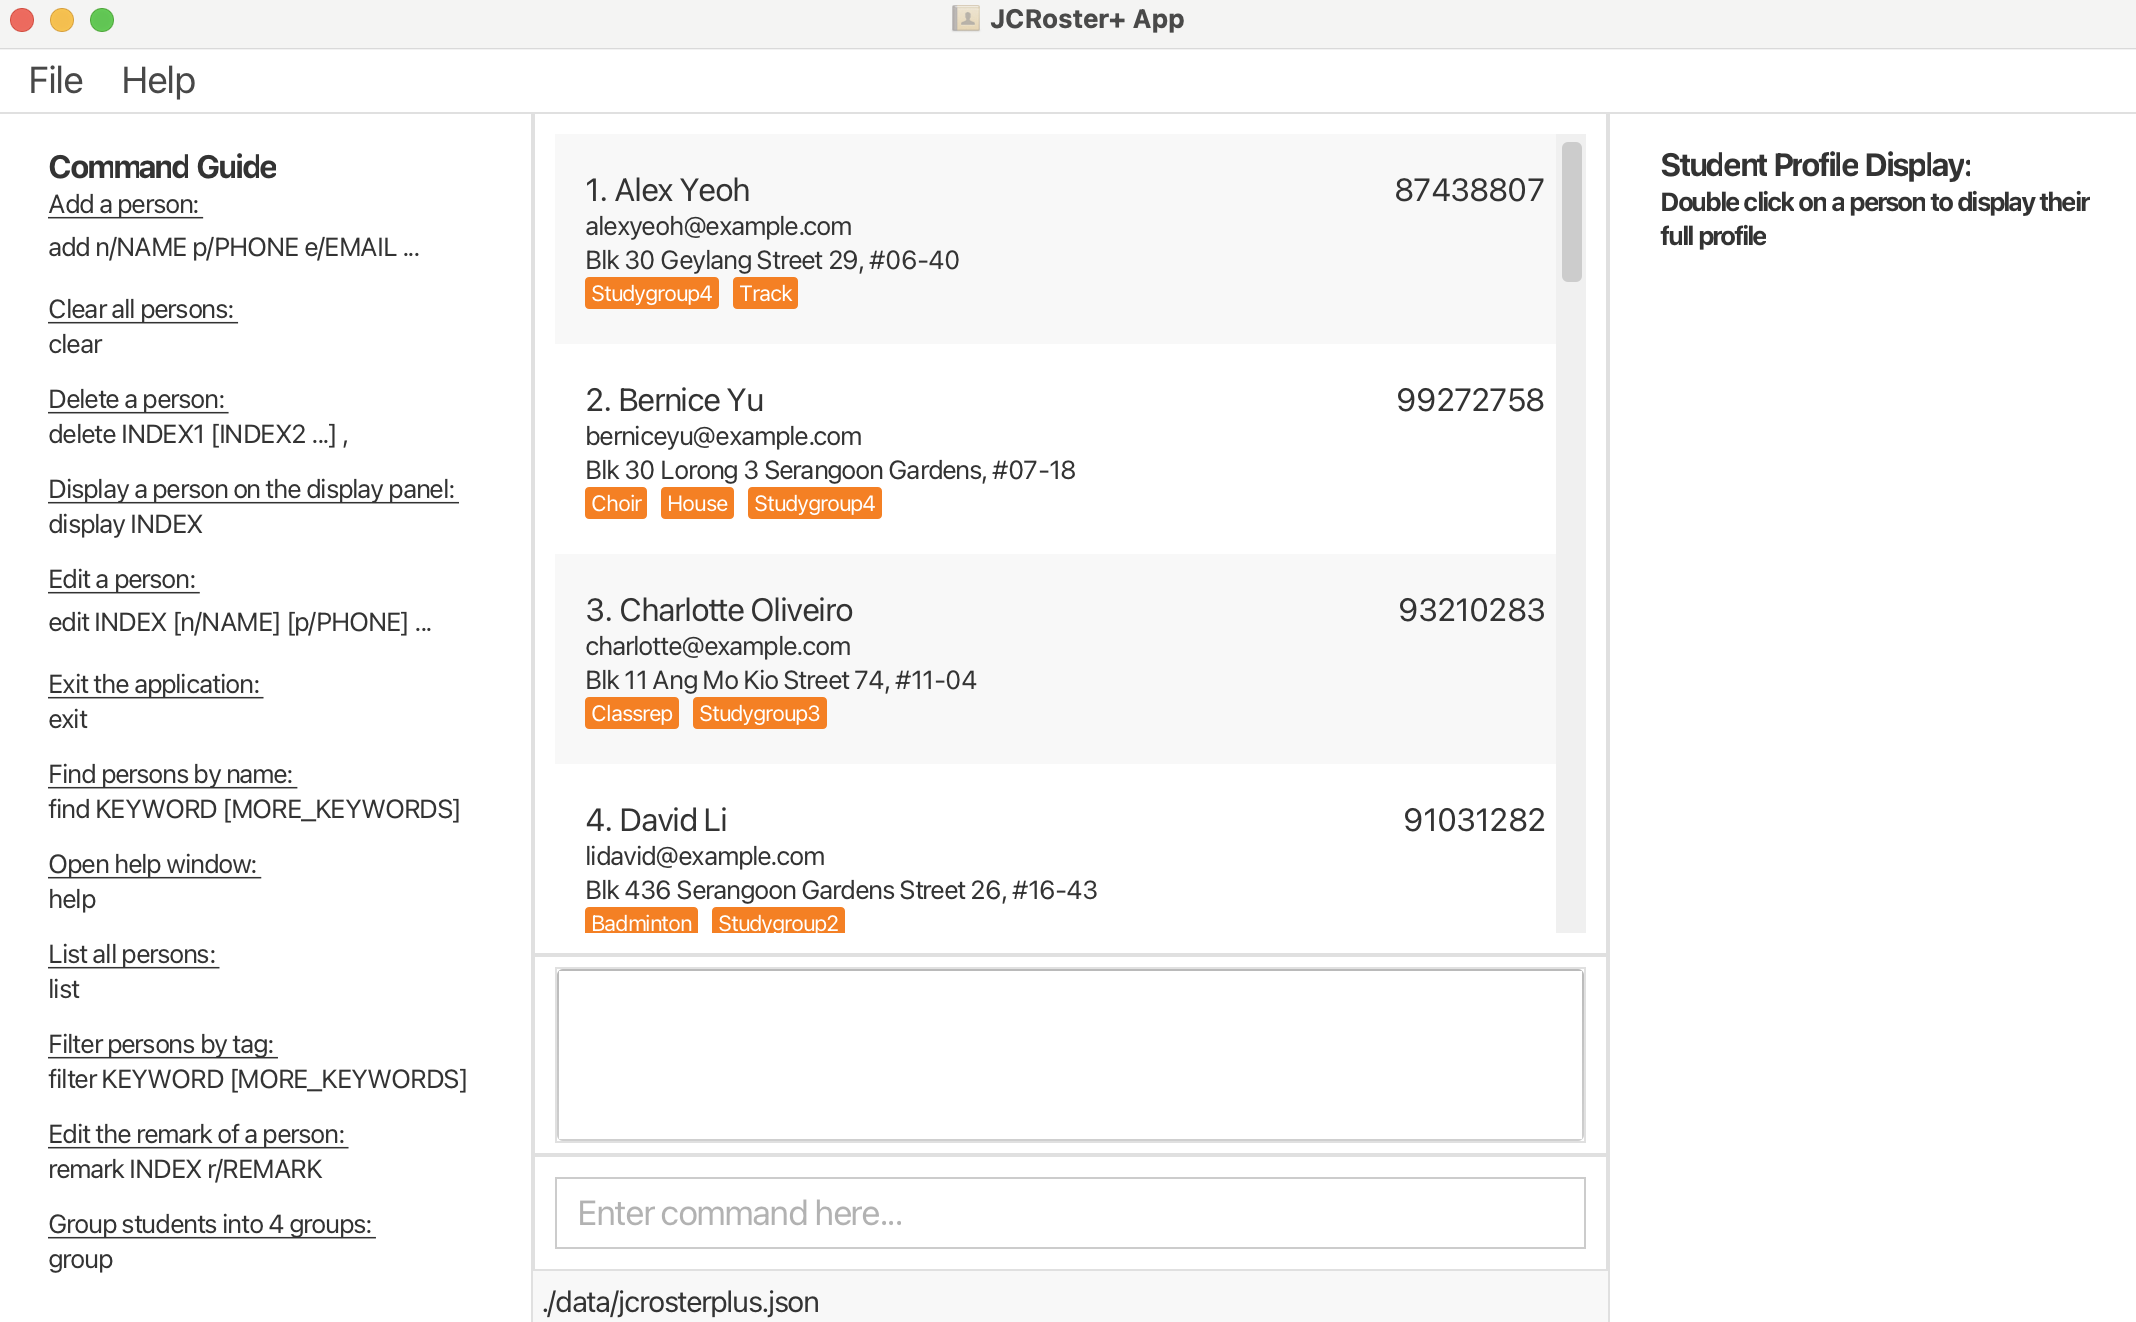 JCRoster+ App
File Help
Command Guide
Add a person:
add n/NAME p/PHONE e/EMAIL ...
Clear all persons:
clear
Delete a person:
delete INDEX1 [INDEX2 ...] ,
Display a person on the display panel:
display INDEX
Edit a person:
edit INDEX [n/NAME] [p/PHONE] ...
Exit the application:
exit
Find persons by name:
find KEYWORD [MORE_KEYWORDS]
Open help window:
help
List all persons:
list
Filter persons by tag:
filter KEYWORD [MORE_KEYWORDS]
Edit the remark of a person:
remark INDEX r/REMARK
Group students into 4 groups:
group
1. Alex Yeoh 87438807
alexyeoh@example.com
Blk 30 Geylang Street 29, #06-40
Studygroup4 Track
2. Bernice Yu 99272758
berniceyu@example.com
Blk 30 Lorong 3 Serangoon Gardens, #07-18
Choir House Studygroup4
3. Charlotte Oliveiro 93210283
charlotte@example.com
Blk 11 Ang Mo Kio Street 74, #11-04
Classrep Studygroup3
4. David Li 91031282
lidavid@example.com
Blk 436 Serangoon Gardens Street 26, #16-43
Badminton Studygroup2
Enter command here...
./data/jcrosterplus.json
Student Profile Display:
Double click on a person to display their
full profile